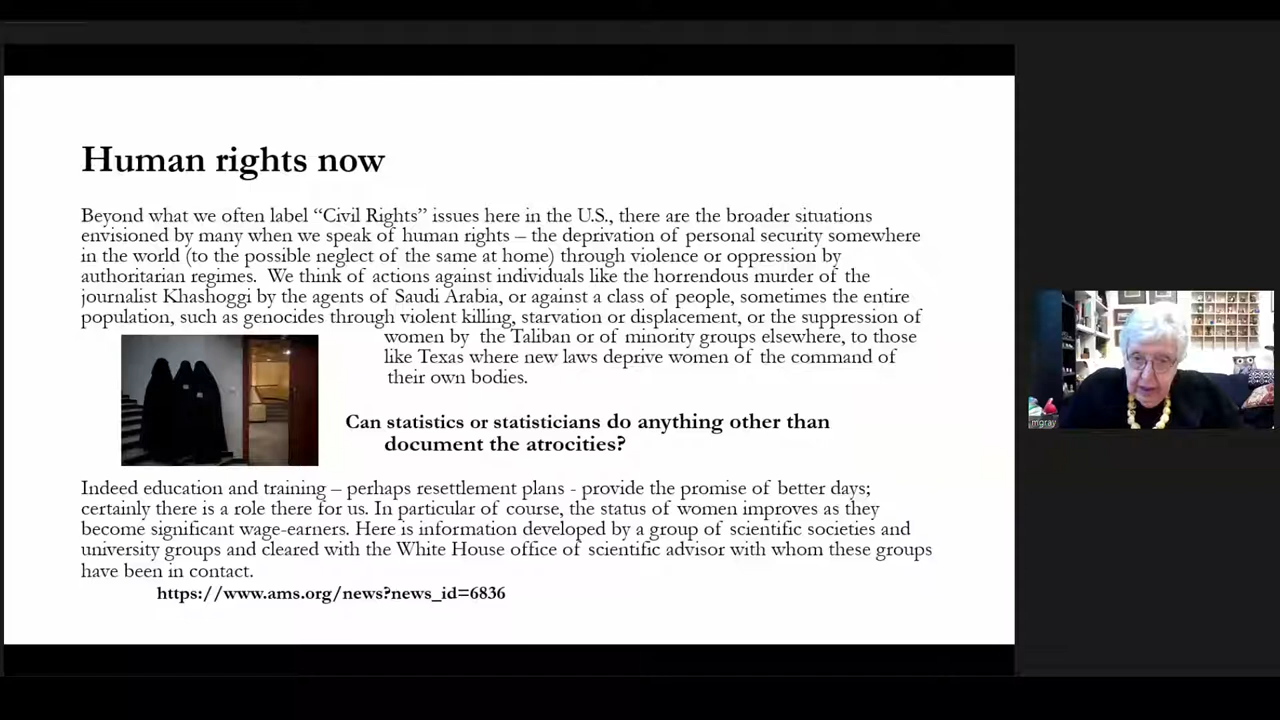 Human rights now
Beyond what we often label “Civil Rights” issues here in the U.S., there are the broader situations
envisioned by many when we speak of human rights – the deprivation of personal security somewhere
in the world (to the possible neglect of the same at home) through violence or oppression by
authoritarian regimes. We think of actions against individuals like the horrendous murder of the
journalist Khashoggi by the agents of Saudi Arabia, or against a class of people, sometimes the entire
population, such as genocides through violent killing, starvation or displacement, or the suppression of
women by the Taliban or of minority groups elsewhere, to those
like Texas where new laws deprive women of the command of
their own bodies.
Can statistics or statisticians do anything other than
document the atrocities?
Indeed education and training – perhaps resettlement plans - provide the promise of better days;
certainly there is a role there for us. In particular of course, the status of women improves as they
become significant wage-earners. Here is information developed by a group of scientific societies and
university groups and cleared with the White House office of scientific advisor with whom these groups
have been in contact.
https://www.ams.org/news?news_id=6836
mgray